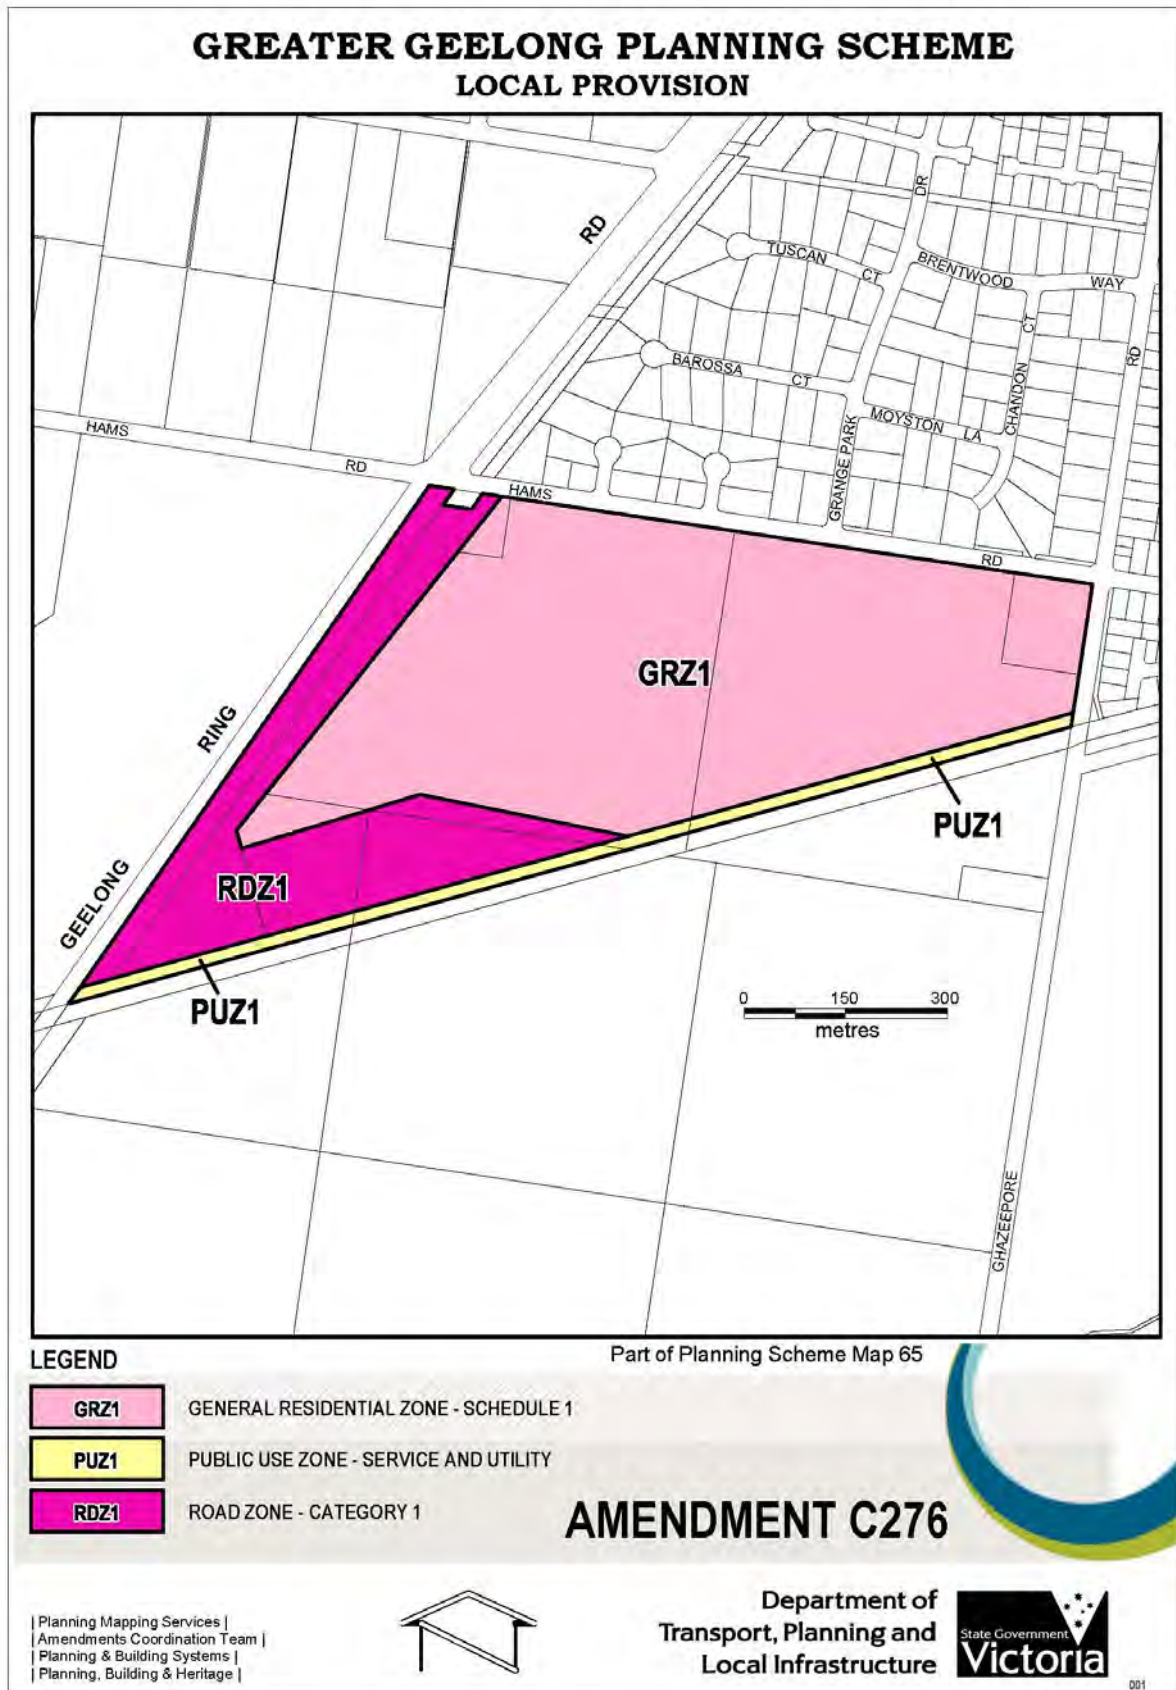 GREATER GEELONG PLANNING SCHEME
LOCAL PROVISION
RD
DR
TUSCAN CT
BRENTWOOD WAY
CHANDON CT
RD
BAROSSA CT
MOYSTON LA
GRANGE PARK
HAMS RD
HAMS RD
GRZ1
GEELONG RING
PUZ1
RDZ1
PUZ1
0 150 300
metres
GHAZEEPORE
LEGEND
Part of Planning Scheme Map 65
GRZ1 GENERAL RESIDENTIAL ZONE - SCHEDULE 1
PUZ1 PUBLIC USE ZONE - SERVICE AND UTILITY
RDZ1 ROAD ZONE - CATEGORY 1
AMENDMENT C276
| Planning Mapping Services |
| Amendments Coordination Team |
| Planning & Building Systems |
| Planning, Building & Heritage |
Department of
Transport, Planning and
Local Infrastructure
State Government
Victoria
001